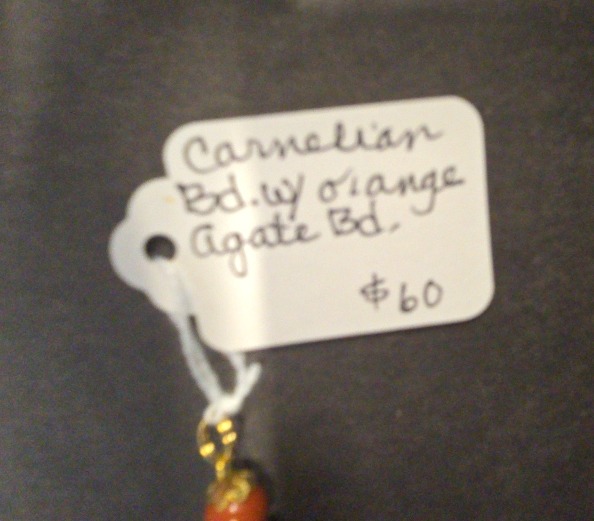 Carnelian
Bd. w/ orange
agate Bd.
$60